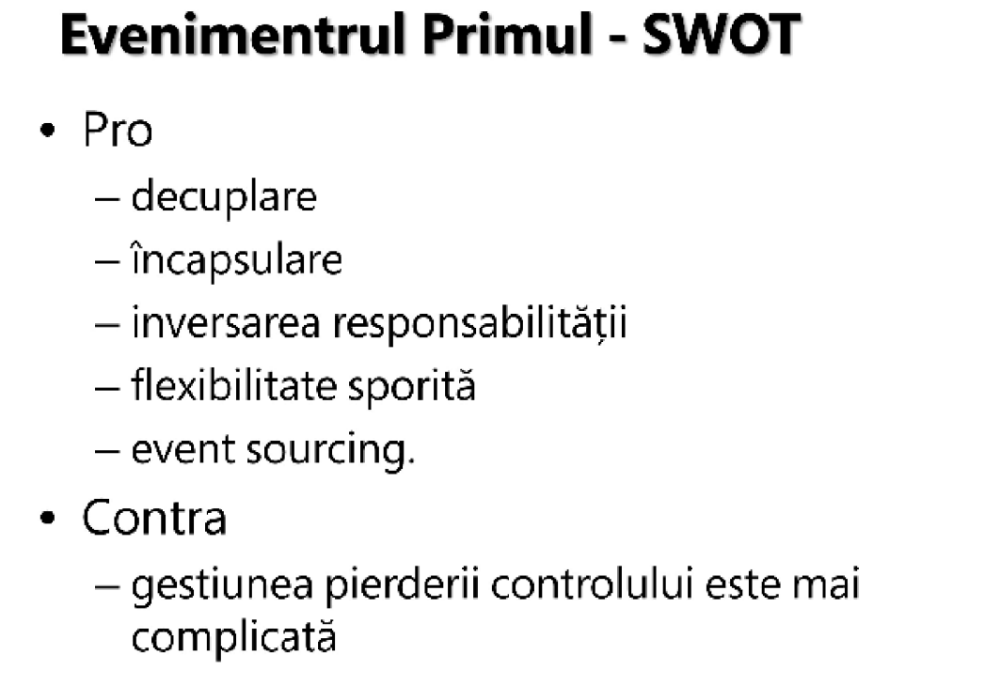 Evenimentrul Primul - SWOT
• Pro
– decuplare
– încapsulare
– inversarea responsabilității
– flexibilitate sporită
– event sourcing.
• Contra
– gestiunea pierderii controlului este mai
complicată